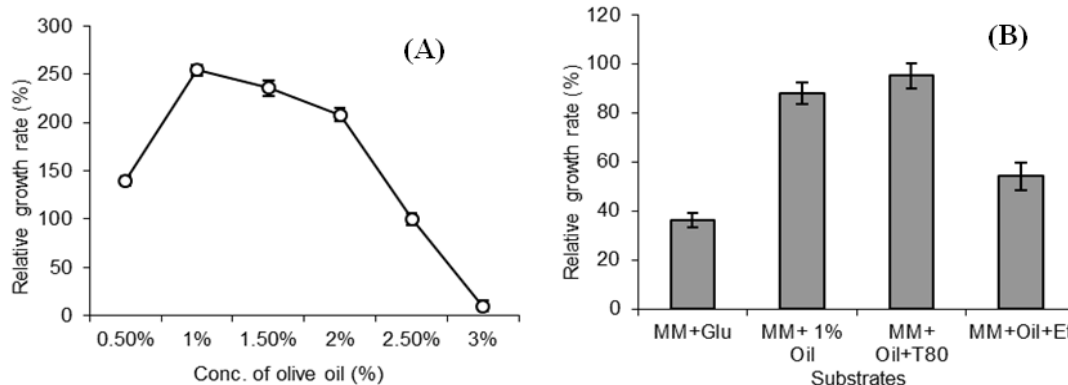 300
250
200
150
100
50
0
Relative growth rate (%)
(A)
0.50% 1% 1.50% 2% 2.50% 3%
Conc. of olive oil (%)
120
100
80
60
40
20
0
Relative growth rate (%)
(B)
MM+Glu MM+ 1% MM+ MM+Oil+Et
Oil Oil+T80
Substrates